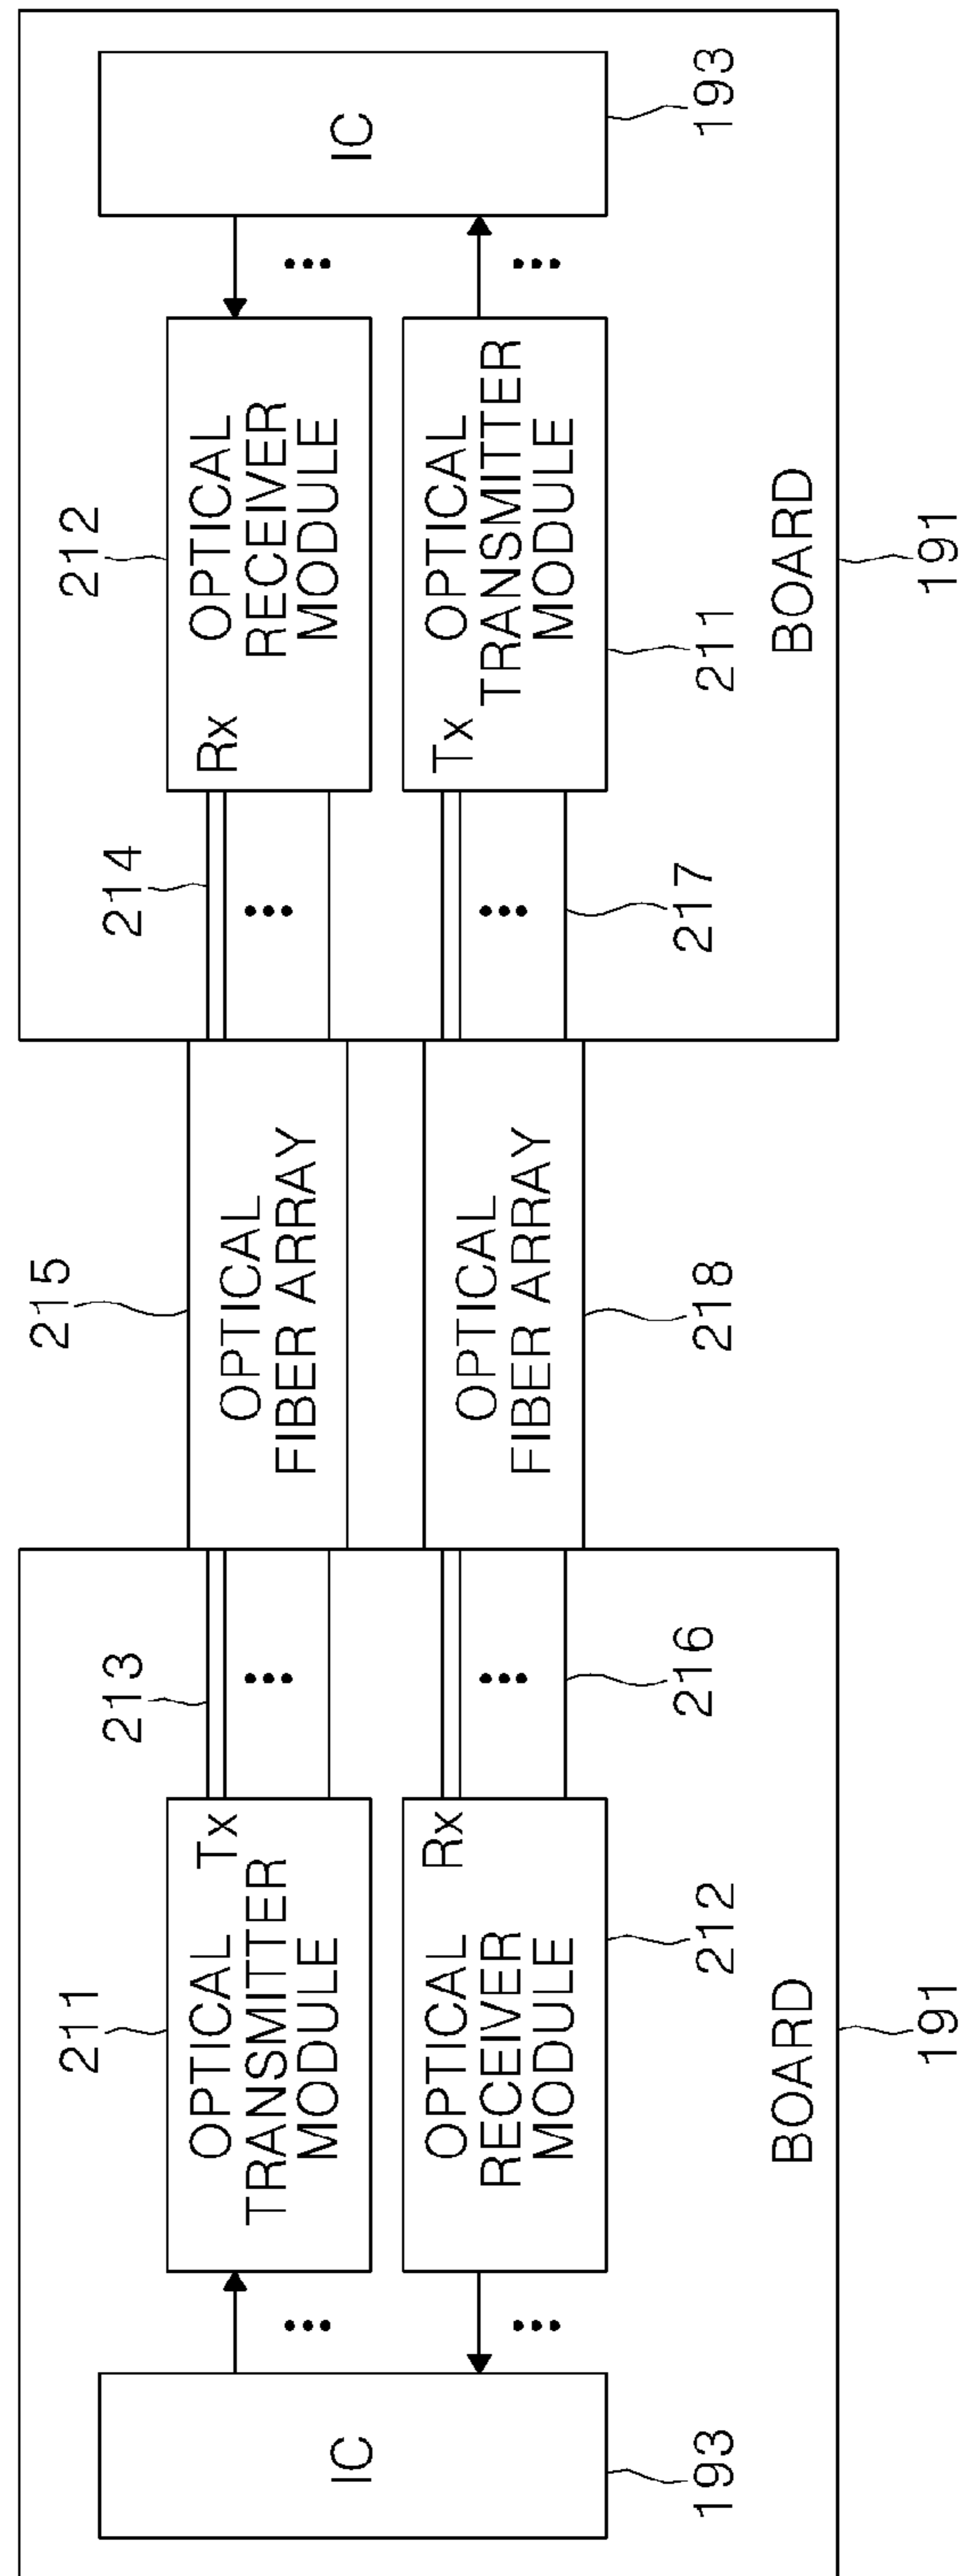 211
OPTICAL
TRANSMITTER
MODULE
Tx
213
215
OPTICAL
FIBER ARRAY
214
212
Rx
OPTICAL
RECEIVER
MODULE
IC
IC
OPTICAL
RECEIVER
MODULE
Rx
OPTICAL
FIBER ARRAY
Tx
OPTICAL
TRANSMITTER
MODULE
193
212
216
218
217
211
193
BOARD
BOARD
191
191